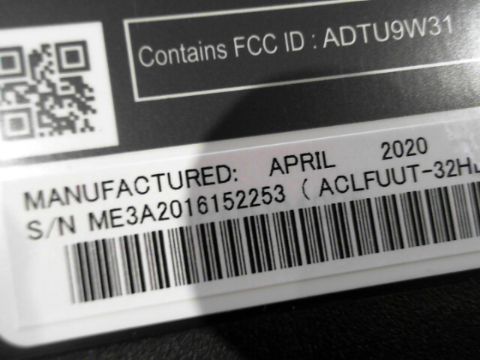 Contains FCC ID : ADTU9W31
MANUFACTURED: APRIL 2020
S/N ME3A2016152253 ( ACLFUUT-32H